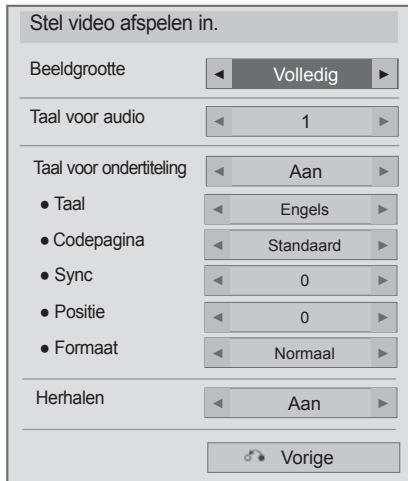 Stel video afspelen in.
Beeldgrootte ◄ Volledig ►
Taal voor audio ◄ 1 ►
Taal voor ondertiteling ◄ Aan ►
● Taal ◄ Engels ►
● Codepagina ◄ Standaard ►
● Sync ◄ 0 ►
● Positie ◄ 0 ►
● Formaat ◄ Normaal ►
Herhalen ◄ Aan ►
Vorige